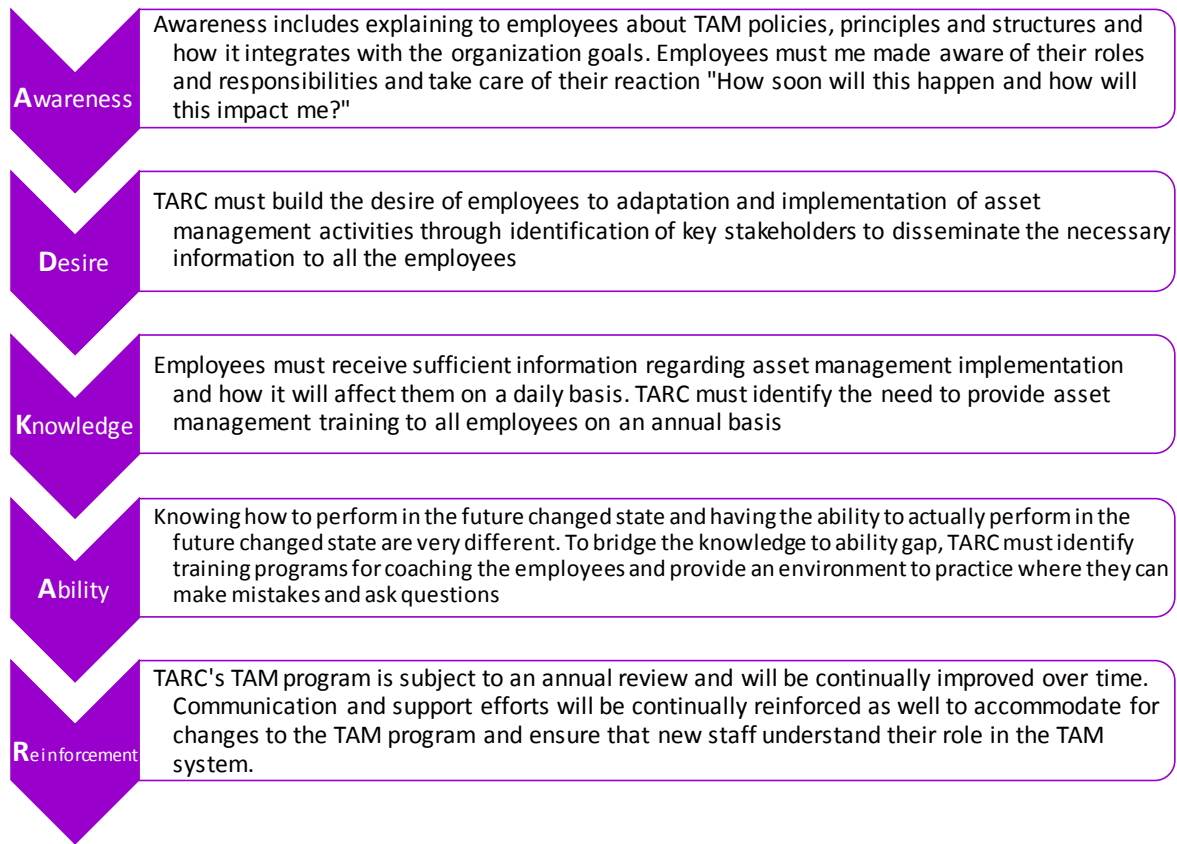 Awareness
Awareness includes explaining to employees about TAM policies, principles and structures and
how it integrates with the organization goals. Employees must me made aware of their roles
and responsibilities and take care of their reaction "How soon will this happen and how will
this impact me?"
Desire
TARC must build the desire of employees to adaptation and implementation of asset
management activities through identification of key stakeholders to disseminate the necessary
information to all the employees
Knowledge
Employees must receive sufficient information regarding asset management implementation
and how it will affect them on a daily basis. TARC must identify the need to provide asset
management training to all employees on an annual basis
Ability
Knowing how to perform in the future changed state and having the ability to actually perform in the
future changed state are very different. To bridge the knowledge to ability gap, TARC must identify
training programs for coaching the employees and provide an environment to practice where they can
make mistakes and ask questions
Reinforcement
TARC's TAM program is subject to an annual review and will be continually improved over time.
Communication and support efforts will be continually reinforced as well to accommodate for
changes to the TAM program and ensure that new staff understand their role in the TAM
system.